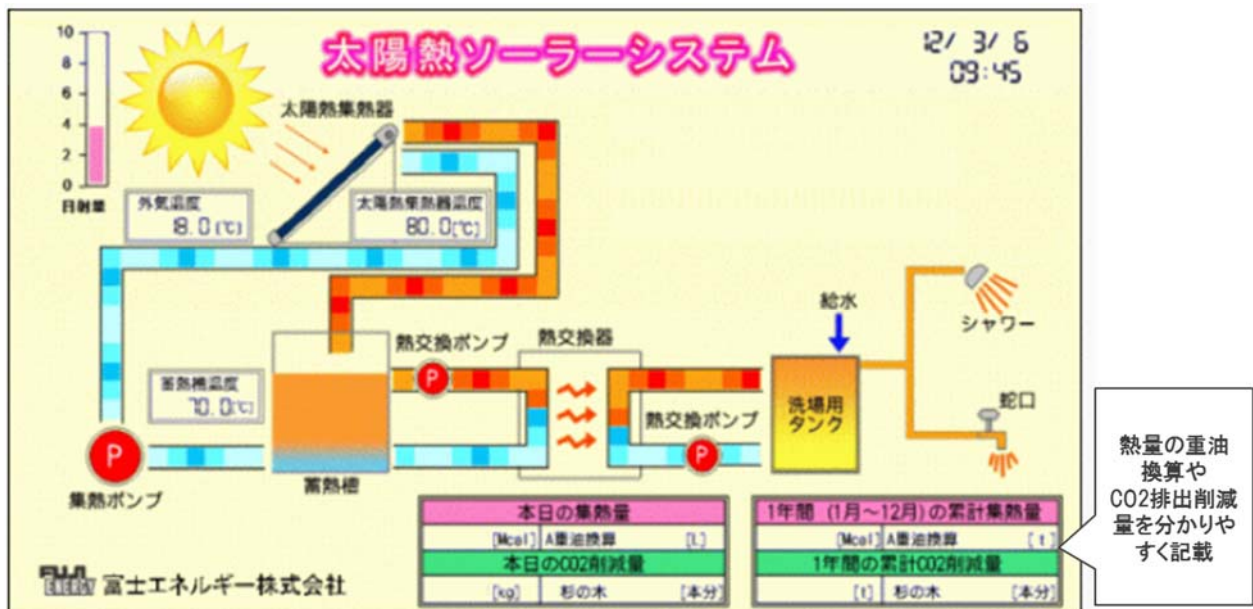 太陽熱ソーラーシステム
12/ 3/ 6
09:45
10
8
6
4
2
0
日射量
太陽熱集熱器
外気温度
18.0 [℃]
太陽熱集熱器温度
80.0 [℃]
給水
シャワー
熱交換ポンプ
熱交換器
蓄熱槽温度
70.0 [℃]
P
熱交換ポンプ
洗場用
タンク
蛇口
P
P
集熱ポンプ
蓄熱槽
本日の集熱量
[Mcal] A重油換算 [L]
本日のCO2削減量
[kg] 杉の木 [本分]
1年間 (1月～12月)の累計集熱量
[Mcal] A重油換算 [t]
1年間の累計CO2削減量
[t] 杉の木 [本分]
FUJI
ENERGY 富士エネルギー株式会社
熱量の重油
換算や
CO2排出削減
量を分かりや
すく記載